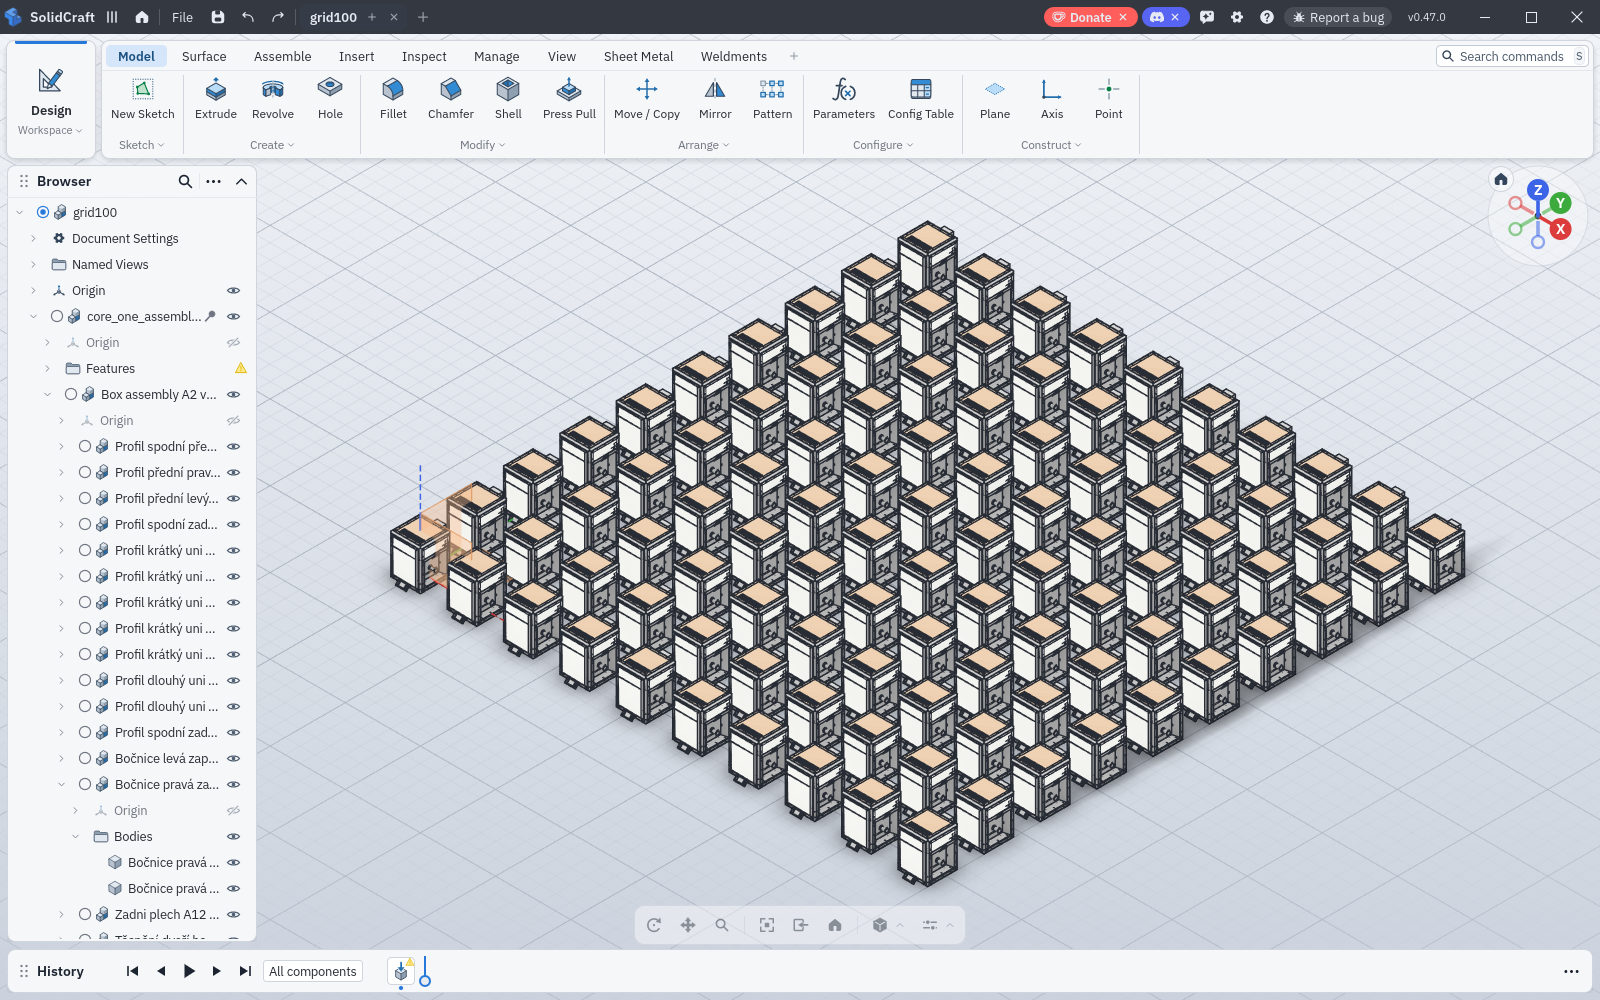 SolidCraft
File
grid100
Donate
Report a bug
v0.47.0
Design
Workspace
Model
Surface
Assemble
Insert
Inspect
Manage
View
Sheet Metal
Weldments
Search commands
S
New Sketch
Extrude
Revolve
Hole
Fillet
Chamfer
Shell
Press Pull
Move / Copy
Mirror
Pattern
Parameters
Config Table
Plane
Axis
Point
Sketch
Create
Modify
Arrange
Configure
Construct
Browser
grid100
Document Settings
Named Views
Origin
core_one_assembl...
Origin
Features
Box assembly A2 v...
Origin
Profil spodní pře...
Profil přední prav...
Profil přední levý...
Profil spodní zad...
Profil krátký uni ...
Profil krátký uni ...
Profil krátký uni ...
Profil krátký uni ...
Profil krátký uni ...
Profil dlouhý uni ...
Profil dlouhý uni ...
Profil spodní zad...
Bočnice levá zap...
Bočnice pravá za...
Origin
Bodies
Bočnice pravá ...
Bočnice pravá ...
Zadni plech A12 ...
Z
Y
X
History
All components